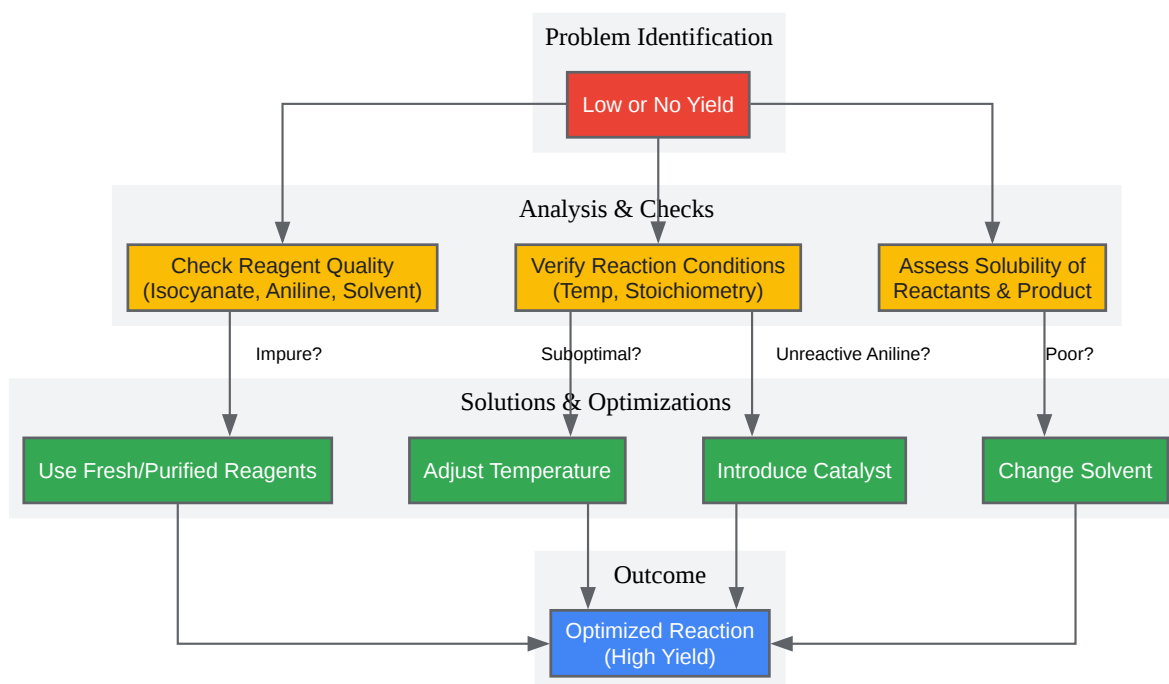 Problem Identification
Low or No Yield
Analysis & Checks
Check Reagent Quality
(Isocyanate, Aniline, Solvent)
Verify Reaction Conditions
(Temp, Stoichiometry)
Assess Solubility of
Reactants & Product
Impure?
Suboptimal?
Unreactive Aniline?
Poor?
Solutions & Optimizations
Use Fresh/Purified Reagents
Adjust Temperature
Introduce Catalyst
Change Solvent
Outcome
Optimized Reaction
(High Yield)